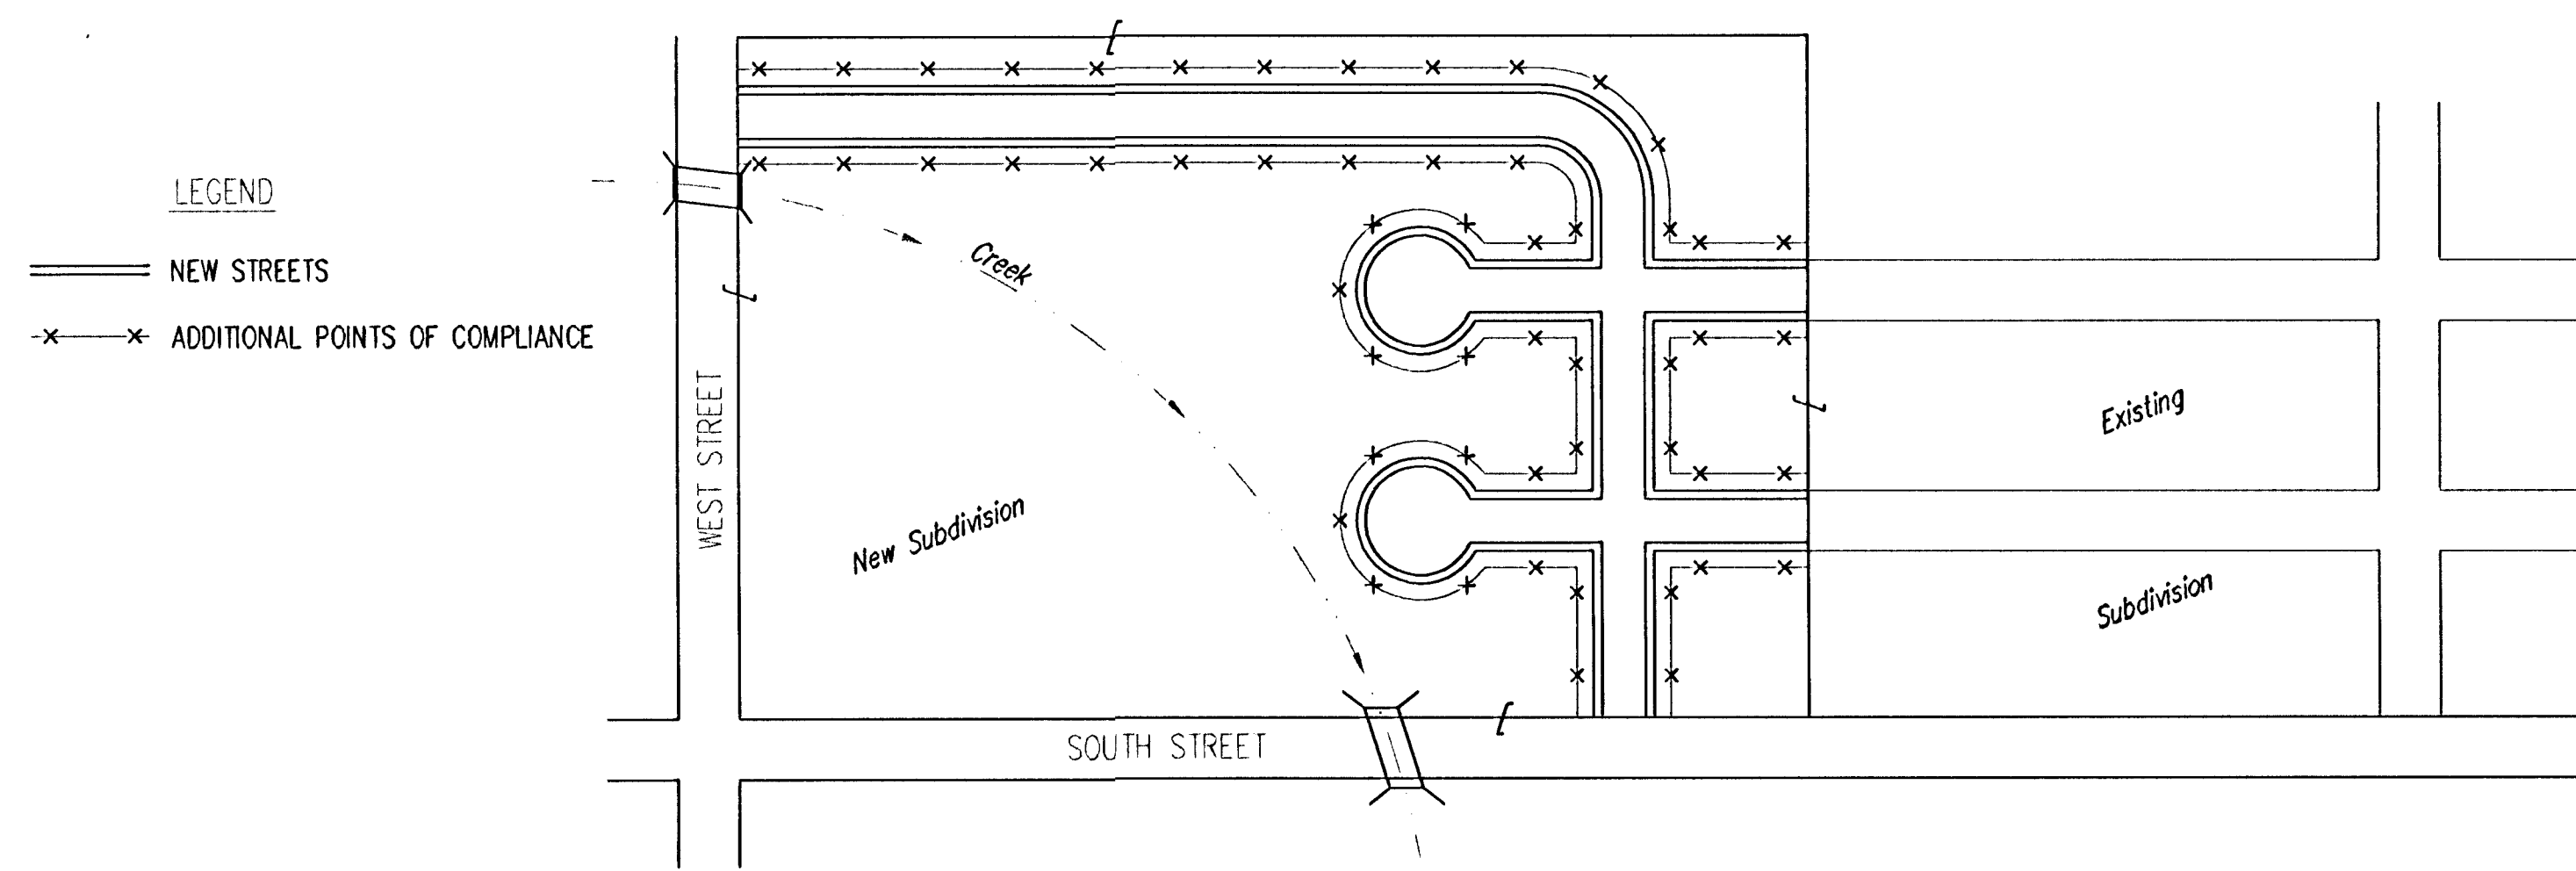 LEGEND
NEW STREETS
ADDITIONAL POINTS OF COMPLIANCE
WEST STREET
Creek
New Subdivision
SOUTH STREET
Existing
Subdivision